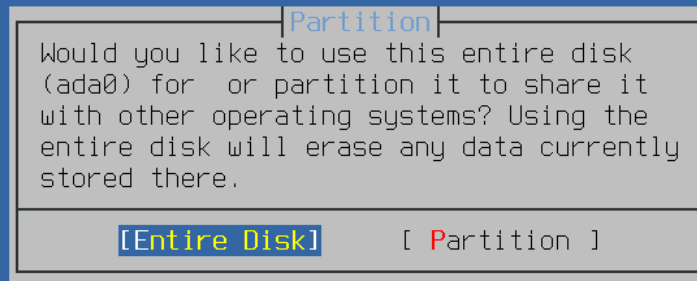 Partition
Would you like to use this entire disk
(ada0) for  or partition it to share it
with other operating systems? Using the
entire disk will erase any data currently
stored there.
[Entire Disk] [ Partition ]